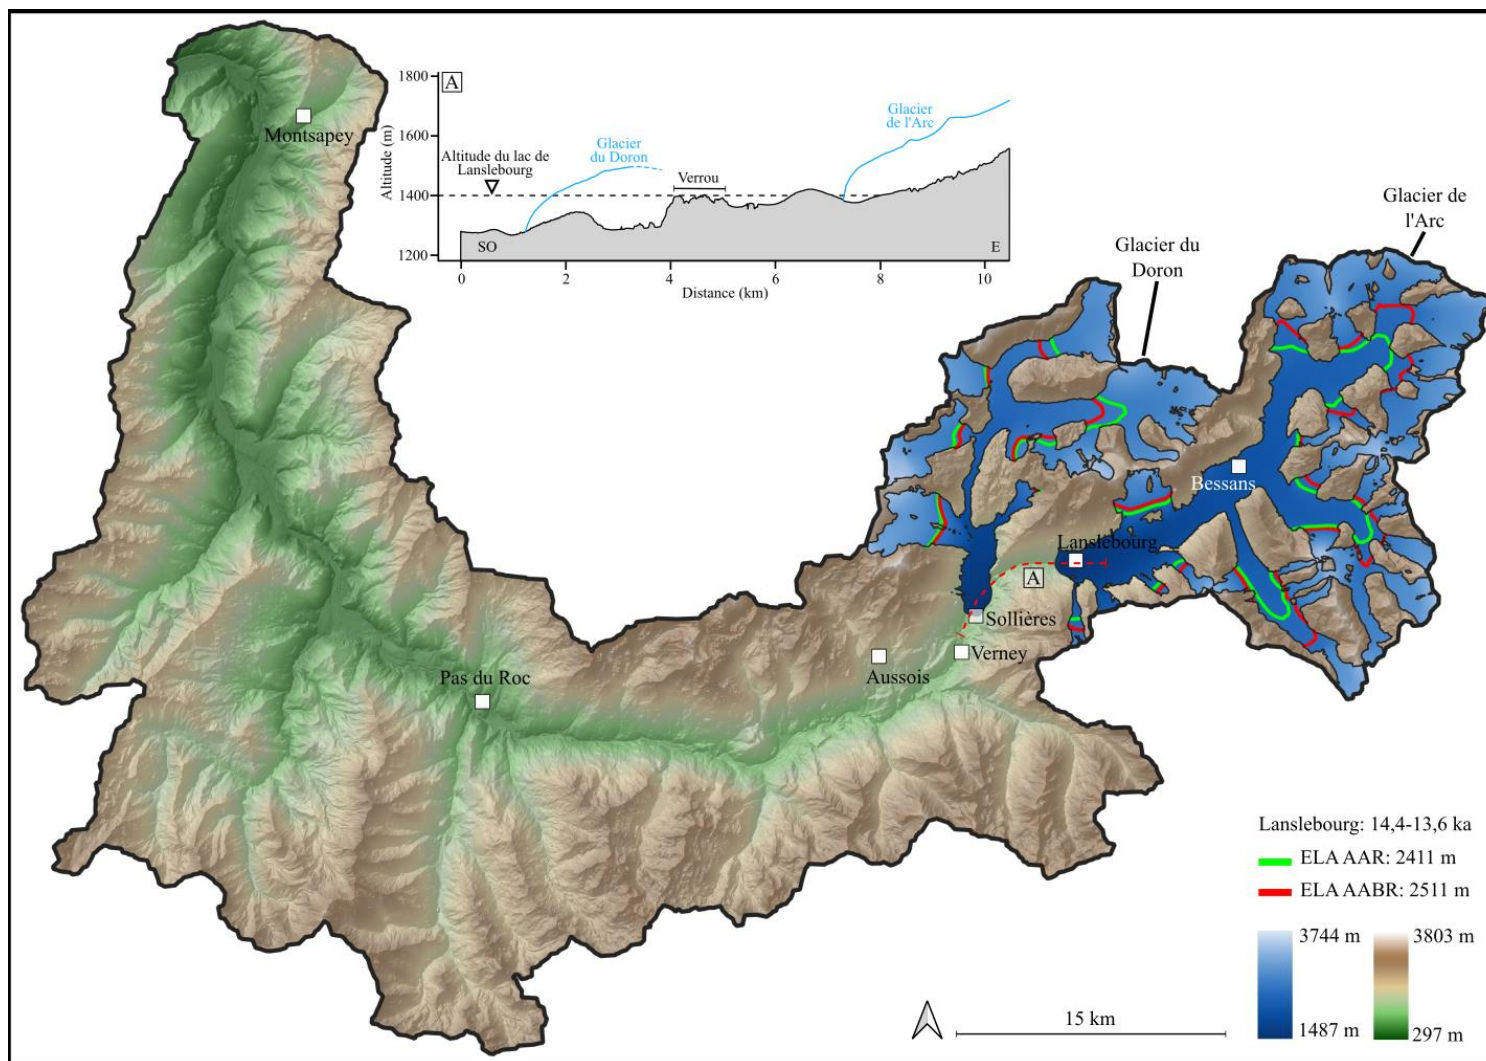 A
1800
1600
1400
1200
Altitude (m)
Altitude du lac de
Lanslebourg
Glacier
du Doron
Verrou
Glacier
de l'Arc
SO
E
0
2
4
6
8
10
Distance (km)
Montsapey
Glacier du
Doron
Glacier de
l'Arc
Bessans
Lanslebourg
A
Sollières
Verney
Aussois
Pas du Roc
Lanslebourg: 14,4-13,6 ka
ELA AAR: 2411 m
ELA AABR: 2511 m
3744 m
1487 m
3803 m
297 m
15 km